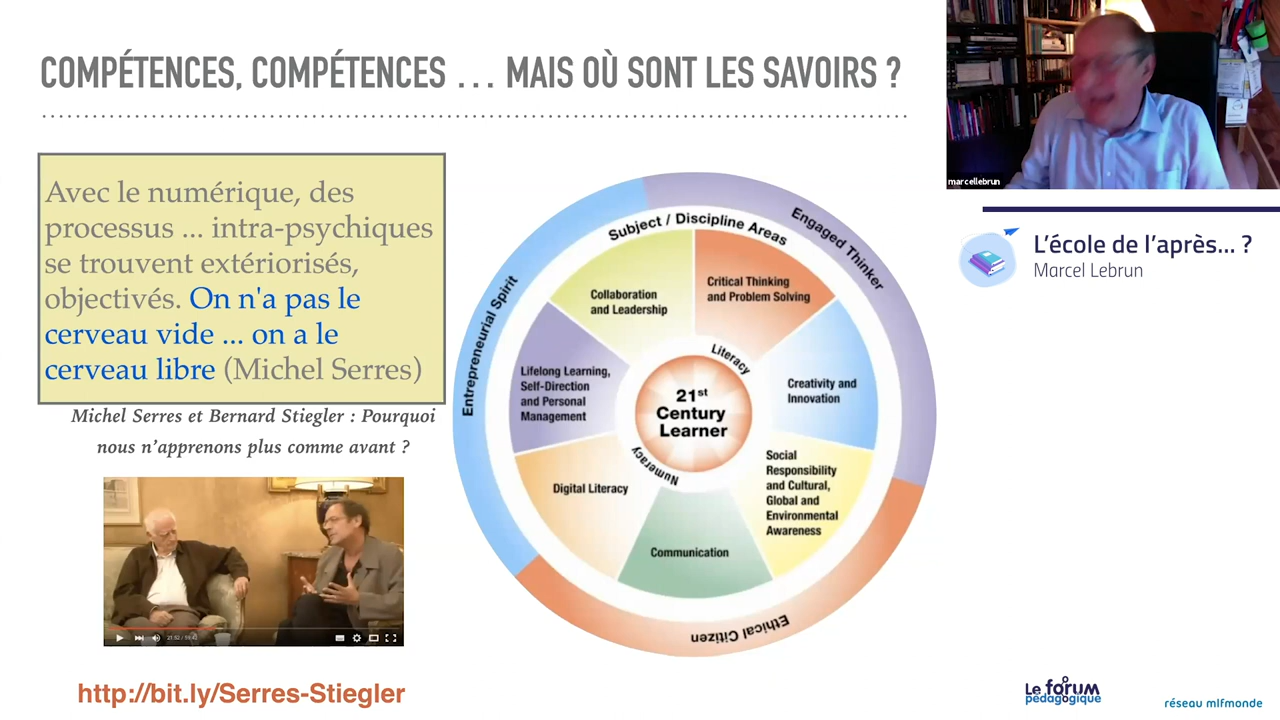 COMPÉTENCES, COMPÉTENCES ... MAIS OÙ SONT LES SAVOIRS ?
Avec le numérique, des
processus ... intra-psychiques
se trouvent extériorisés,
objectivés. On n'a pas le
cerveau vide ... on a le
cerveau libre (Michel Serres)
Michel Serres et Bernard Stiegler : Pourquoi
nous n'apprenons plus comme avant ?
21:52 / 39:42
http://bit.ly/Serres-Stiegler
Subject / Discipline Areas
Engaged Thinker
Entrepreneurial Spirit
Ethical Citizen
Collaboration
and Leadership
Critical Thinking
and Problem Solving
Lifelong Learning,
Self-Direction
and Personal
Management
Literacy
21st
Century
Learner
Numeracy
Creativity and
Innovation
Digital Literacy
Social
Responsibility
and Cultural,
Global and
Environmental
Awareness
Communication
marcellebrun
L'école de l'après... ?
Marcel Lebrun
Le forum
pédagogique
réseau mlfmonde